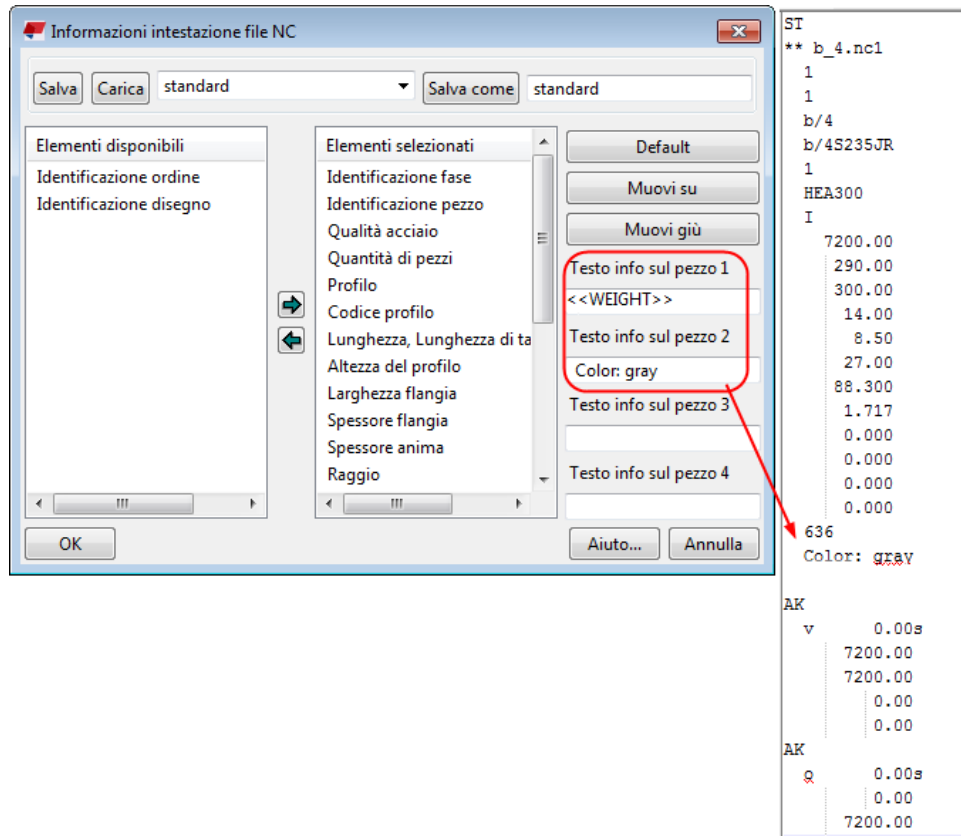 Informazioni intestazione file NC
Salva
Carica
standard
Salva come
standard
Elementi disponibili
Identificazione ordine
Identificazione disegno
Elementi selezionati
Identificazione fase
Identificazione pezzo
Qualità acciaio
Quantità di pezzi
Profilo
Codice profilo
Lunghezza, Lunghezza di ta
Altezza del profilo
Larghezza flangia
Spessore flangia
Spessore anima
Raggio
Default
Muovi su
Muovi giù
Testo info sul pezzo 1
<<WEIGHT>>
Testo info sul pezzo 2
Color: gray
Testo info sul pezzo 3
Testo info sul pezzo 4
OK
Aiuto...
Annulla
ST
** b_4.nc1
1
1
b/4
b/4S235JR
1
HEA300
I
7200.00
290.00
300.00
14.00
8.50
27.00
88.300
1.717
0.000
0.000
0.000
0.000
636
Color: gray
AK
v 0.00s
7200.00
7200.00
0.00
0.00
AK
o 0.00s
0.00
7200.00